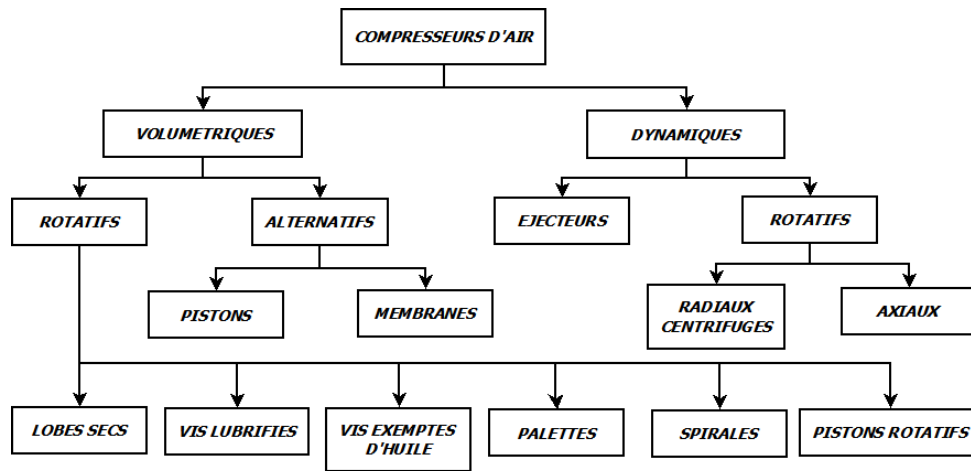 COMPRESSEURS D'AIR
VOLUMETRIQUES
DYNAMIQUES
ROTATIFS
ALTERNATIFS
EJECTEURS
ROTATIFS
PISTONS
MEMBRANES
RADIAUX
CENTRIFUGES
AXIAUX
LOBES SECS
VIS LUBRIFIES
VIS EXEMPTES
D'HUILE
PALETTES
SPIRALES
PISTONS ROTATIFS